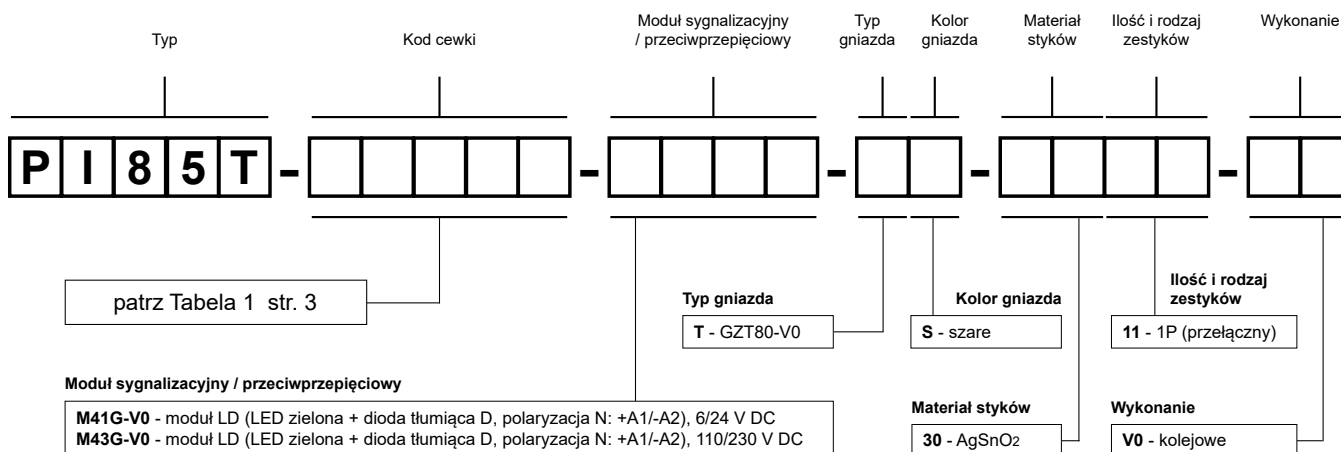 Typ
Kod cewki
Moduł sygnalizacyjny
/ przeciwprzepięciowy
Typ
gniazda
Kolor
gniazda
Materiał
styków
Ilość i rodzaj
zestyków
Wykonanie
PI85T - - - - -
patrz Tabela 1 str. 3
Typ gniazda
T - GZT80-V0
Kolor gniazda
S - szare
Ilość i rodzaj
zestyków
11 - 1P (przełączny)
Moduł sygnalizacyjny / przeciwprzepięciowy
M41G-V0 - moduł LD (LED zielona + dioda tłumiąca D, polaryzacja N: +A1/-A2), 6/24 V DC
M43G-V0 - moduł LD (LED zielona + dioda tłumiąca D, polaryzacja N: +A1/-A2), 110/230 V DC
Materiał styków
30 - AgSnO2
Wykonanie
V0 - kolejowe